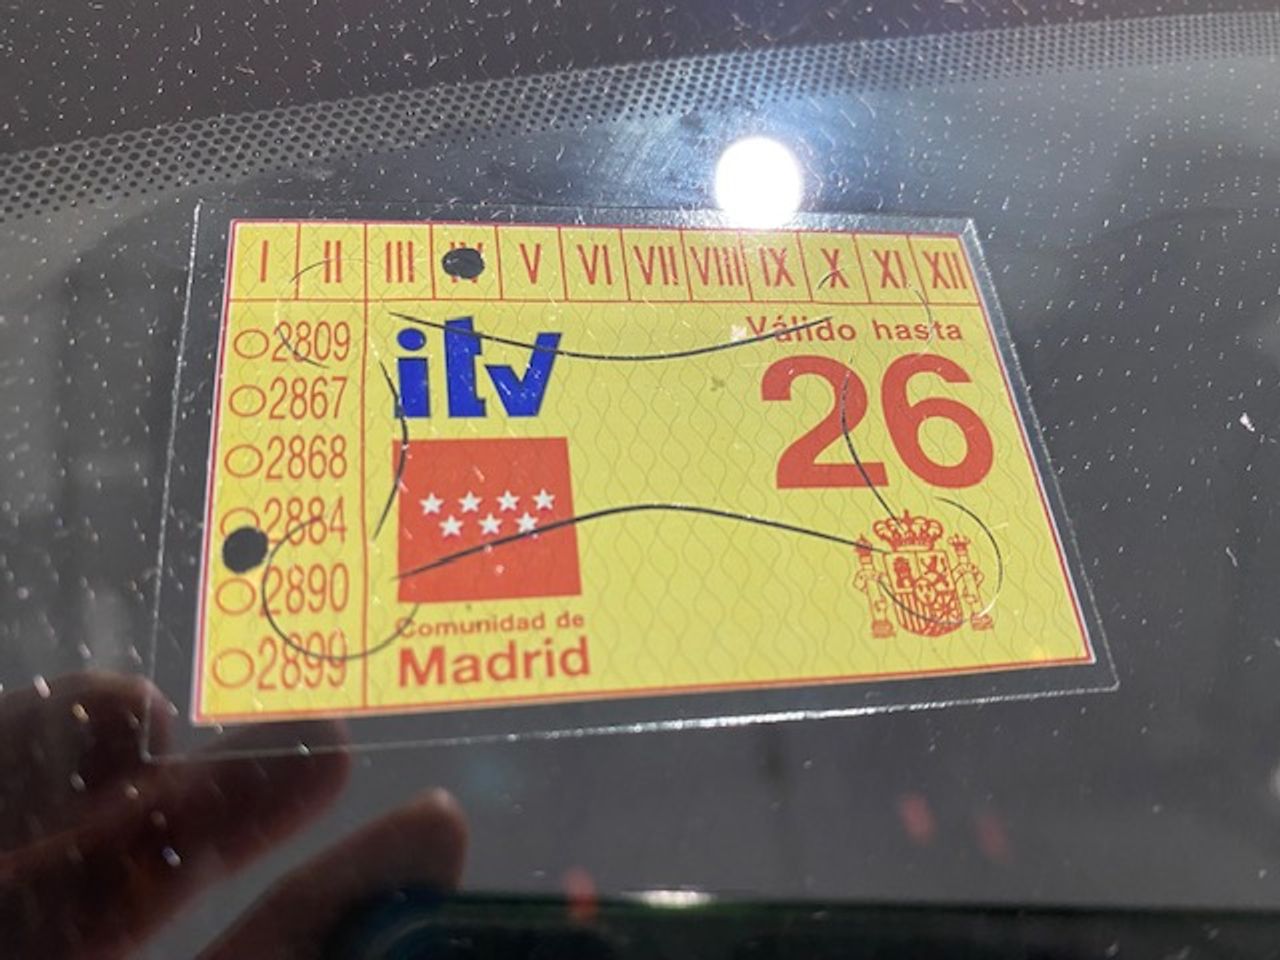 I II III IV V VI VII VIII IX X XI XII
2809
2867
2868
2884
2890
2899
itv
Válido hasta
26
Comunidad de
Madrid